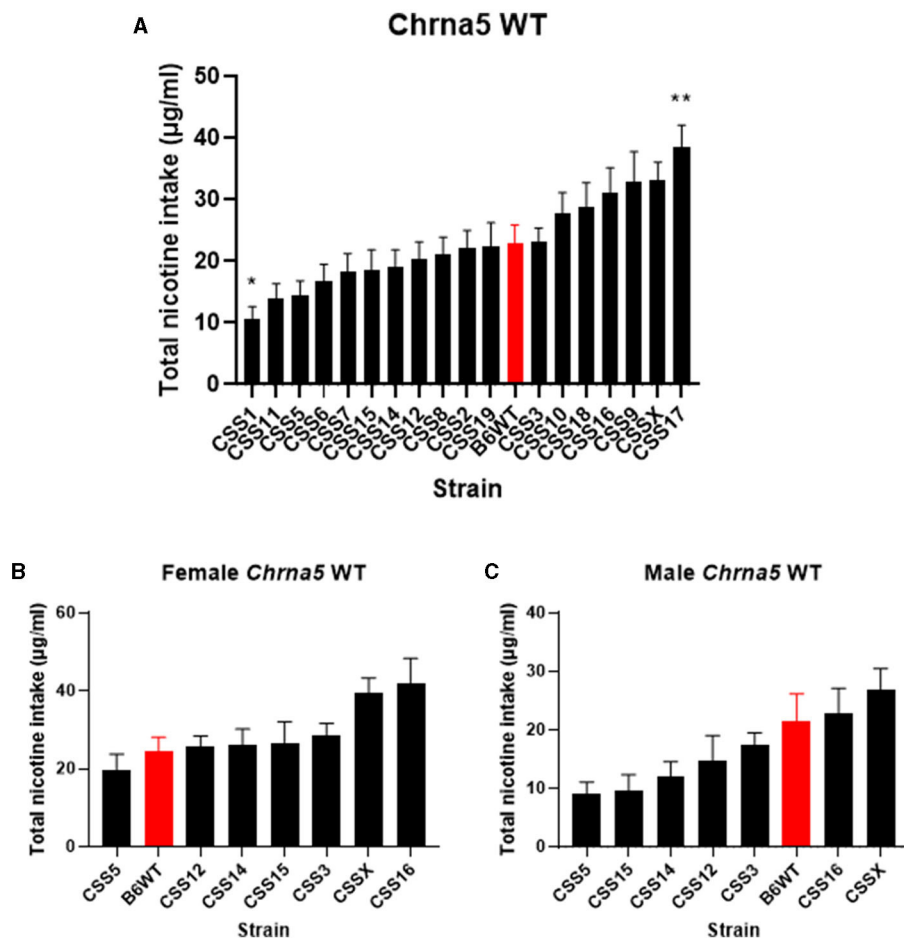 A
Chrna5 WT
Total nicotine intake (µg/ml)
50
40
30
20
10
0
*
**
CSS1
CSS11
CSS5
CSS6
CSS7
CSS15
CSS14
CSS12
CSS8
CSS2
CSS19
B6WT
CSS3
CSS10
CSS18
CSS16
CSS9
CSSX
CSS17
Strain
B
Female Chrna5 WT
Total nicotine intake (µg/ml)
60
40
20
0
CSS5
B6WT
CSS12
CSS14
CSS15
CSS3
CSSX
CSS16
Strain
C
Male Chrna5 WT
Total nicotine intake (µg/ml)
40
30
20
10
0
CSS5
CSS15
CSS14
CSS12
CSS3
B6WT
CSS16
CSSX
Strain